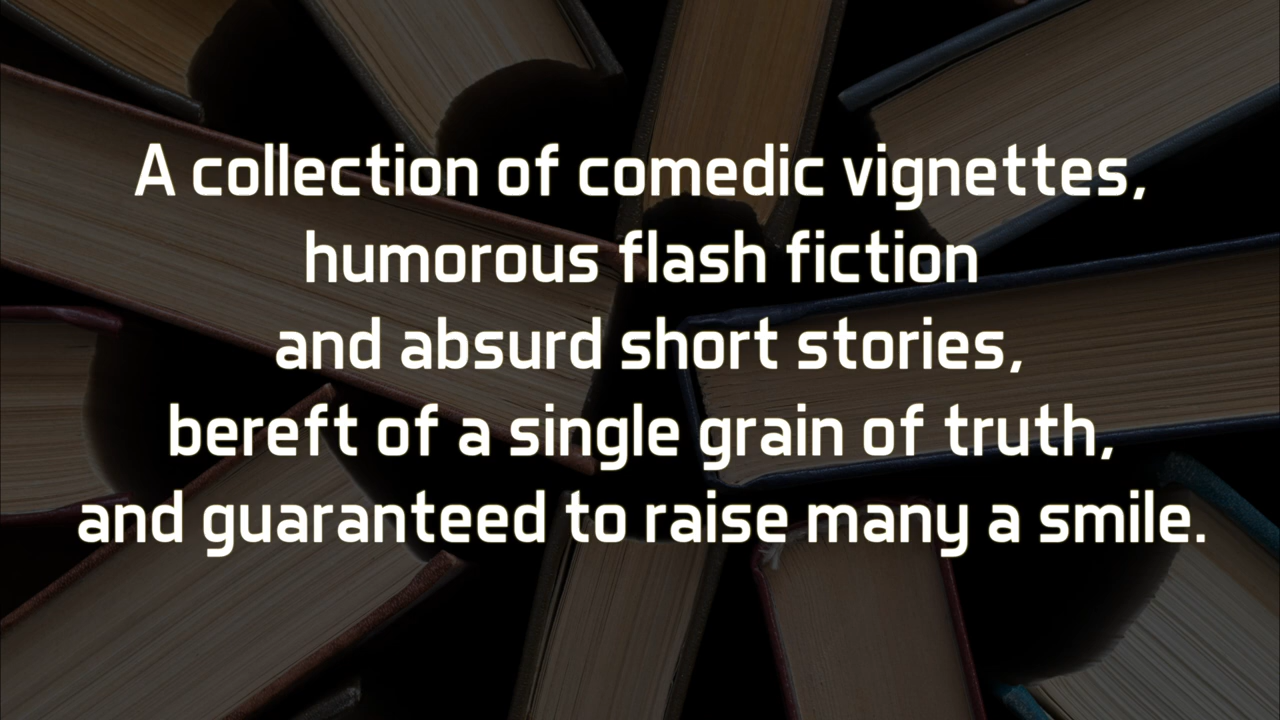 A collection of comedic vignettes,
humorous flash fiction
and absurd short stories,
bereft of a single grain of truth,
and guaranteed to raise many a smile.